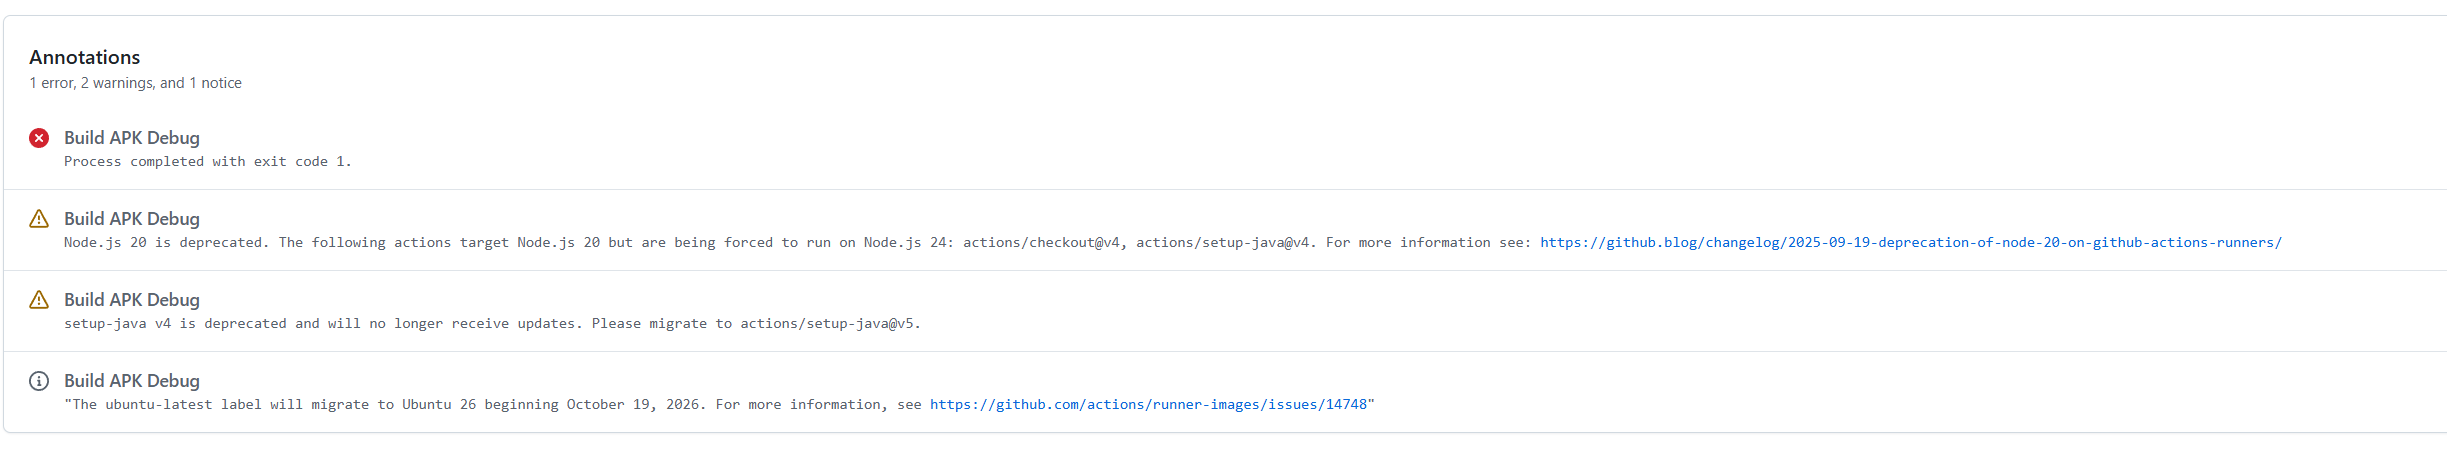 Annotations
1 error, 2 warnings, and 1 notice
Build APK Debug
Process completed with exit code 1.
Build APK Debug
Node.js 20 is deprecated. The following actions target Node.js 20 but are being forced to run on Node.js 24: actions/checkout@v4, actions/setup-java@v4. For more information see: https://github.blog/changelog/2025-09-19-deprecation-of-node-20-on-github-actions-runners/
Build APK Debug
setup-java v4 is deprecated and will no longer receive updates. Please migrate to actions/setup-java@v5.
Build APK Debug
"The ubuntu-latest label will migrate to Ubuntu 26 beginning October 19, 2026. For more information, see https://github.com/actions/runner-images/issues/14748"